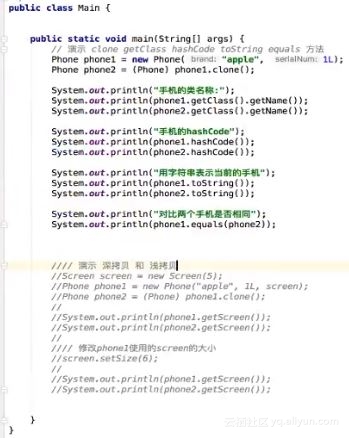 public class Main {
public static void main(String[] args) {
// 演示 clone getClass hashCode toString equals 方法
Phone phone1 = new Phone( brand: "apple", serialNum: 1L);
Phone phone2 = (Phone) phone1.clone();
System.out.println("手机的类名称:");
System.out.println(phone1.getClass().getName());
System.out.println(phone2.getClass().getName());
System.out.println("手机的hashCode");
System.out.println(phone1.hashCode());
System.out.println(phone2.hashCode());
System.out.println("用字符串表示当前的手机");
System.out.println(phone1.toString());
System.out.println(phone2.toString());
System.out.println("对比两个手机是否相同");
System.out.println(phone1.equals(phone2));
//// 演示 深拷贝 和 浅拷贝
//Screen screen = new Screen(5);
//Phone phone1 = new Phone("apple", 1L, screen);
//Phone phone2 = (Phone) phone1.clone();
//
//System.out.println(phone1.getScreen());
//System.out.println(phone2.getScreen());
//
//// 修改phone1使用的screen的大小
//screen.setSize(6);
//
//System.out.println(phone1.getScreen());
//System.out.println(phone2.getScreen());
}
}
云栖社区 yq.aliyun.com